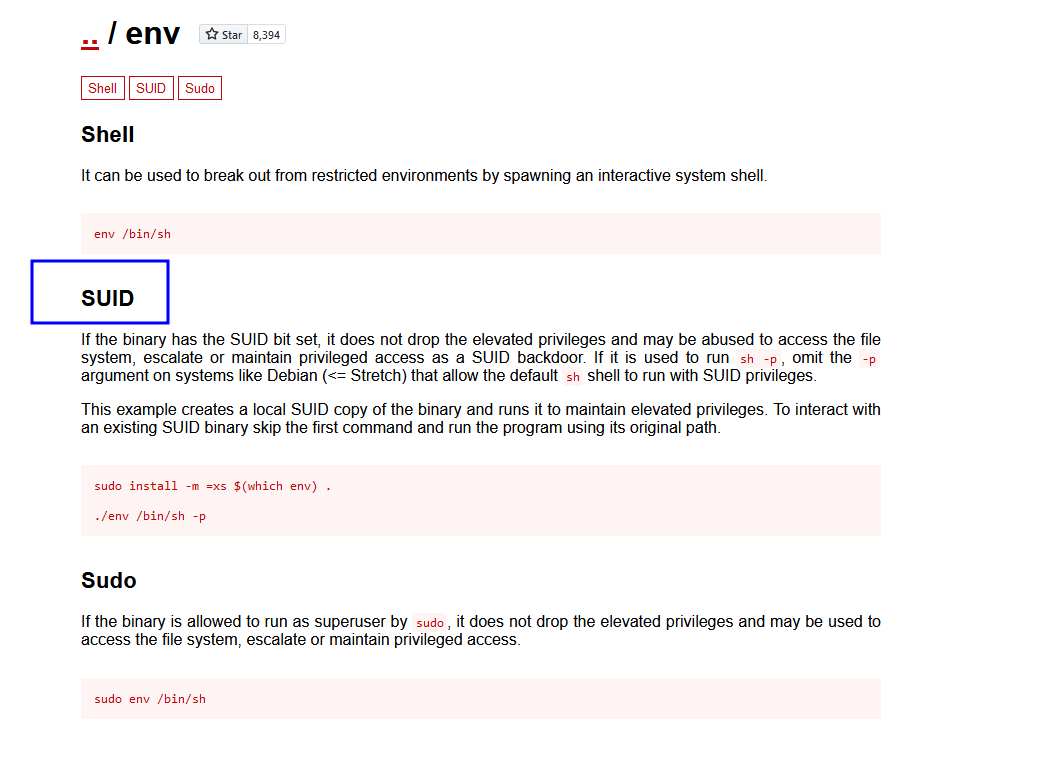 .. / env Star 8,394
Shell SUID Sudo
Shell
It can be used to break out from restricted environments by spawning an interactive system shell.
env /bin/sh
SUID
If the binary has the SUID bit set, it does not drop the elevated privileges and may be abused to access the file
system, escalate or maintain privileged access as a SUID backdoor. If it is used to run sh -p, omit the -p
argument on systems like Debian (<= Stretch) that allow the default sh shell to run with SUID privileges.
This example creates a local SUID copy of the binary and runs it to maintain elevated privileges. To interact with
an existing SUID binary skip the first command and run the program using its original path.
sudo install -m =xs $(which env) .
./env /bin/sh -p
Sudo
If the binary is allowed to run as superuser by sudo, it does not drop the elevated privileges and may be used to
access the file system, escalate or maintain privileged access.
sudo env /bin/sh